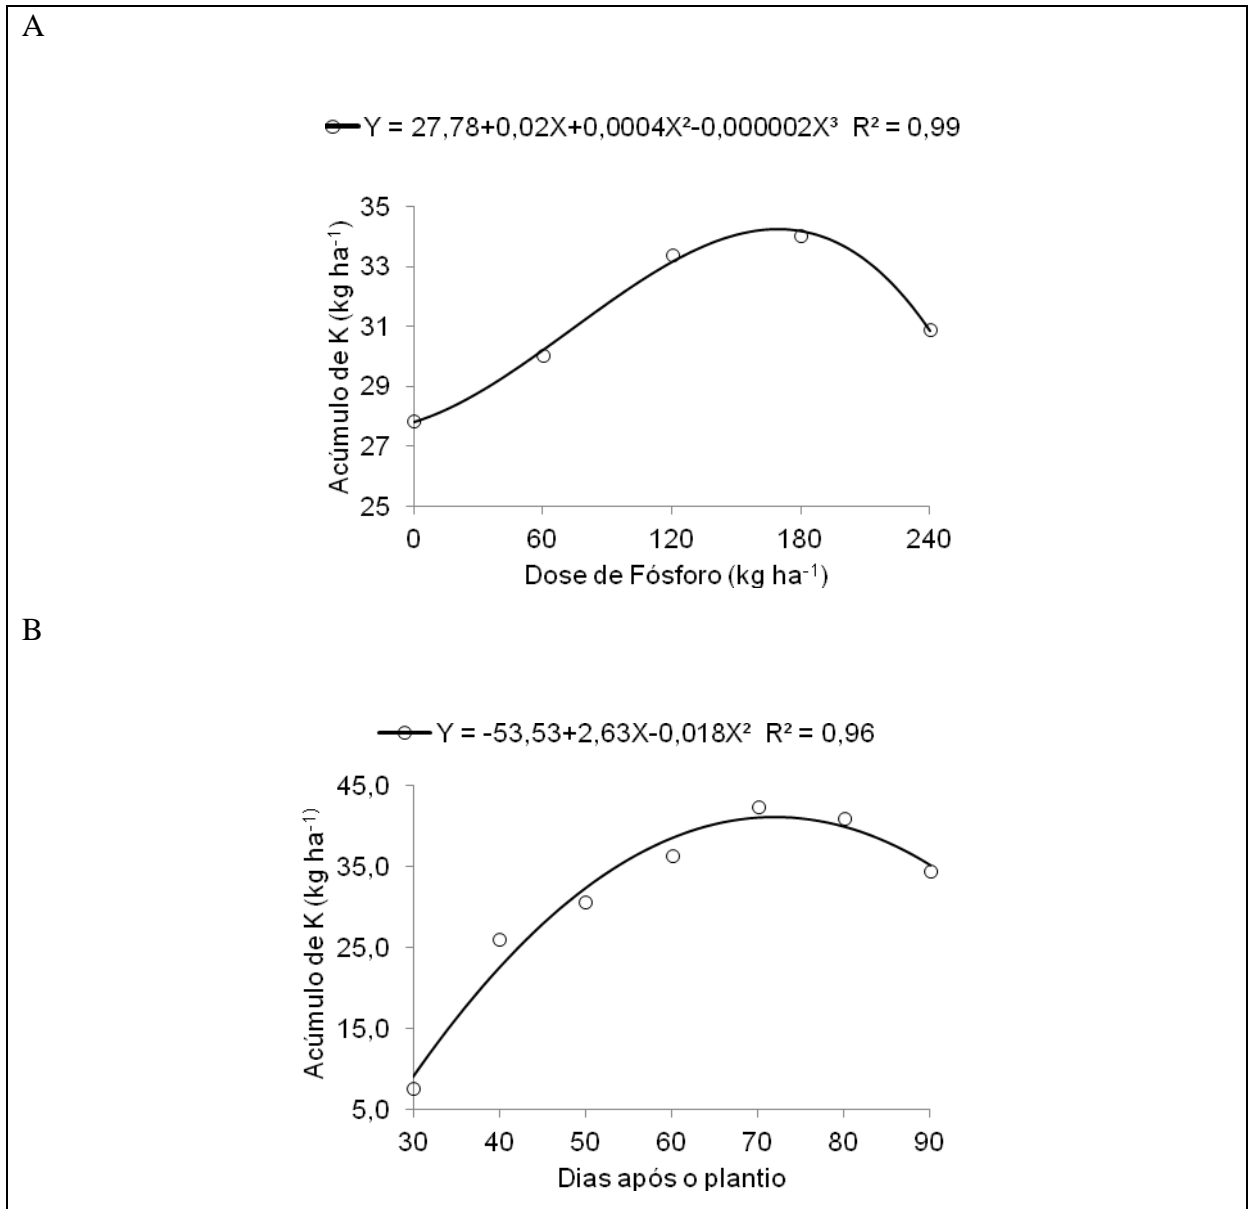 A
Y = 27,78+0,02X+0,0004X²-0,000002X³ R² = 0,99
35
33
31
29
27
25
Acúmulo de K (kg ha⁻¹)
0 60 120 180 240
Dose de Fósforo (kg ha⁻¹)
B
Y = -53,53+2,63X-0,018X² R² = 0,96
45,0
35,0
25,0
15,0
5,0
Acúmulo de K (kg ha⁻¹)
30 40 50 60 70 80 90
Dias após o plantio